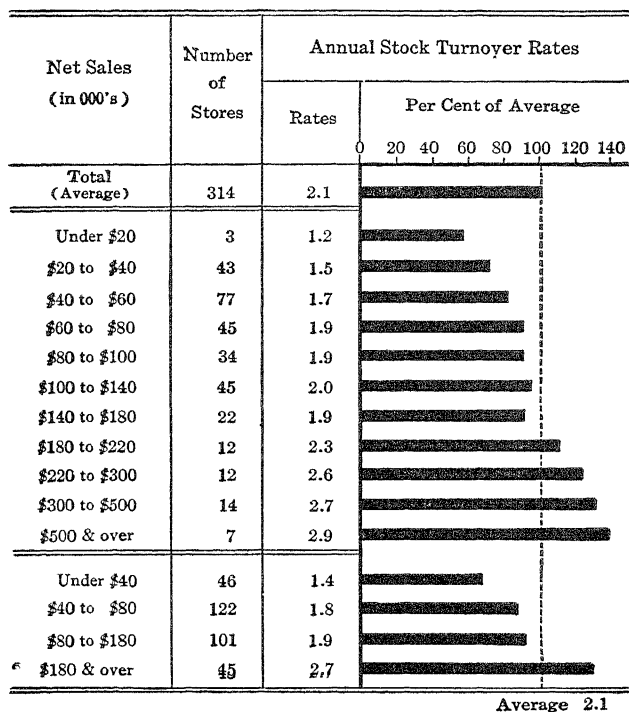 Net Sales
(in 000's)
Number
of
Stores
Annual Stock Turnoyer Rates
Rates
Per Cent of Average
0 20 40 60 80 100 120 140
Total
(Average) 314 2.1
Under $20 3 1.2
$20 to $40 43 1.5
$40 to $60 77 1.7
$60 to $80 45 1.9
$80 to $100 34 1.9
$100 to $140 45 2.0
$140 to $180 22 1.9
$180 to $220 12 2.3
$220 to $300 12 2.6
$300 to $500 14 2.7
$500 & over 7 2.9
Under $40 46 1.4
$40 to $80 122 1.8
$80 to $180 101 1.9
$180 & over 45 2.7
Average 2.1